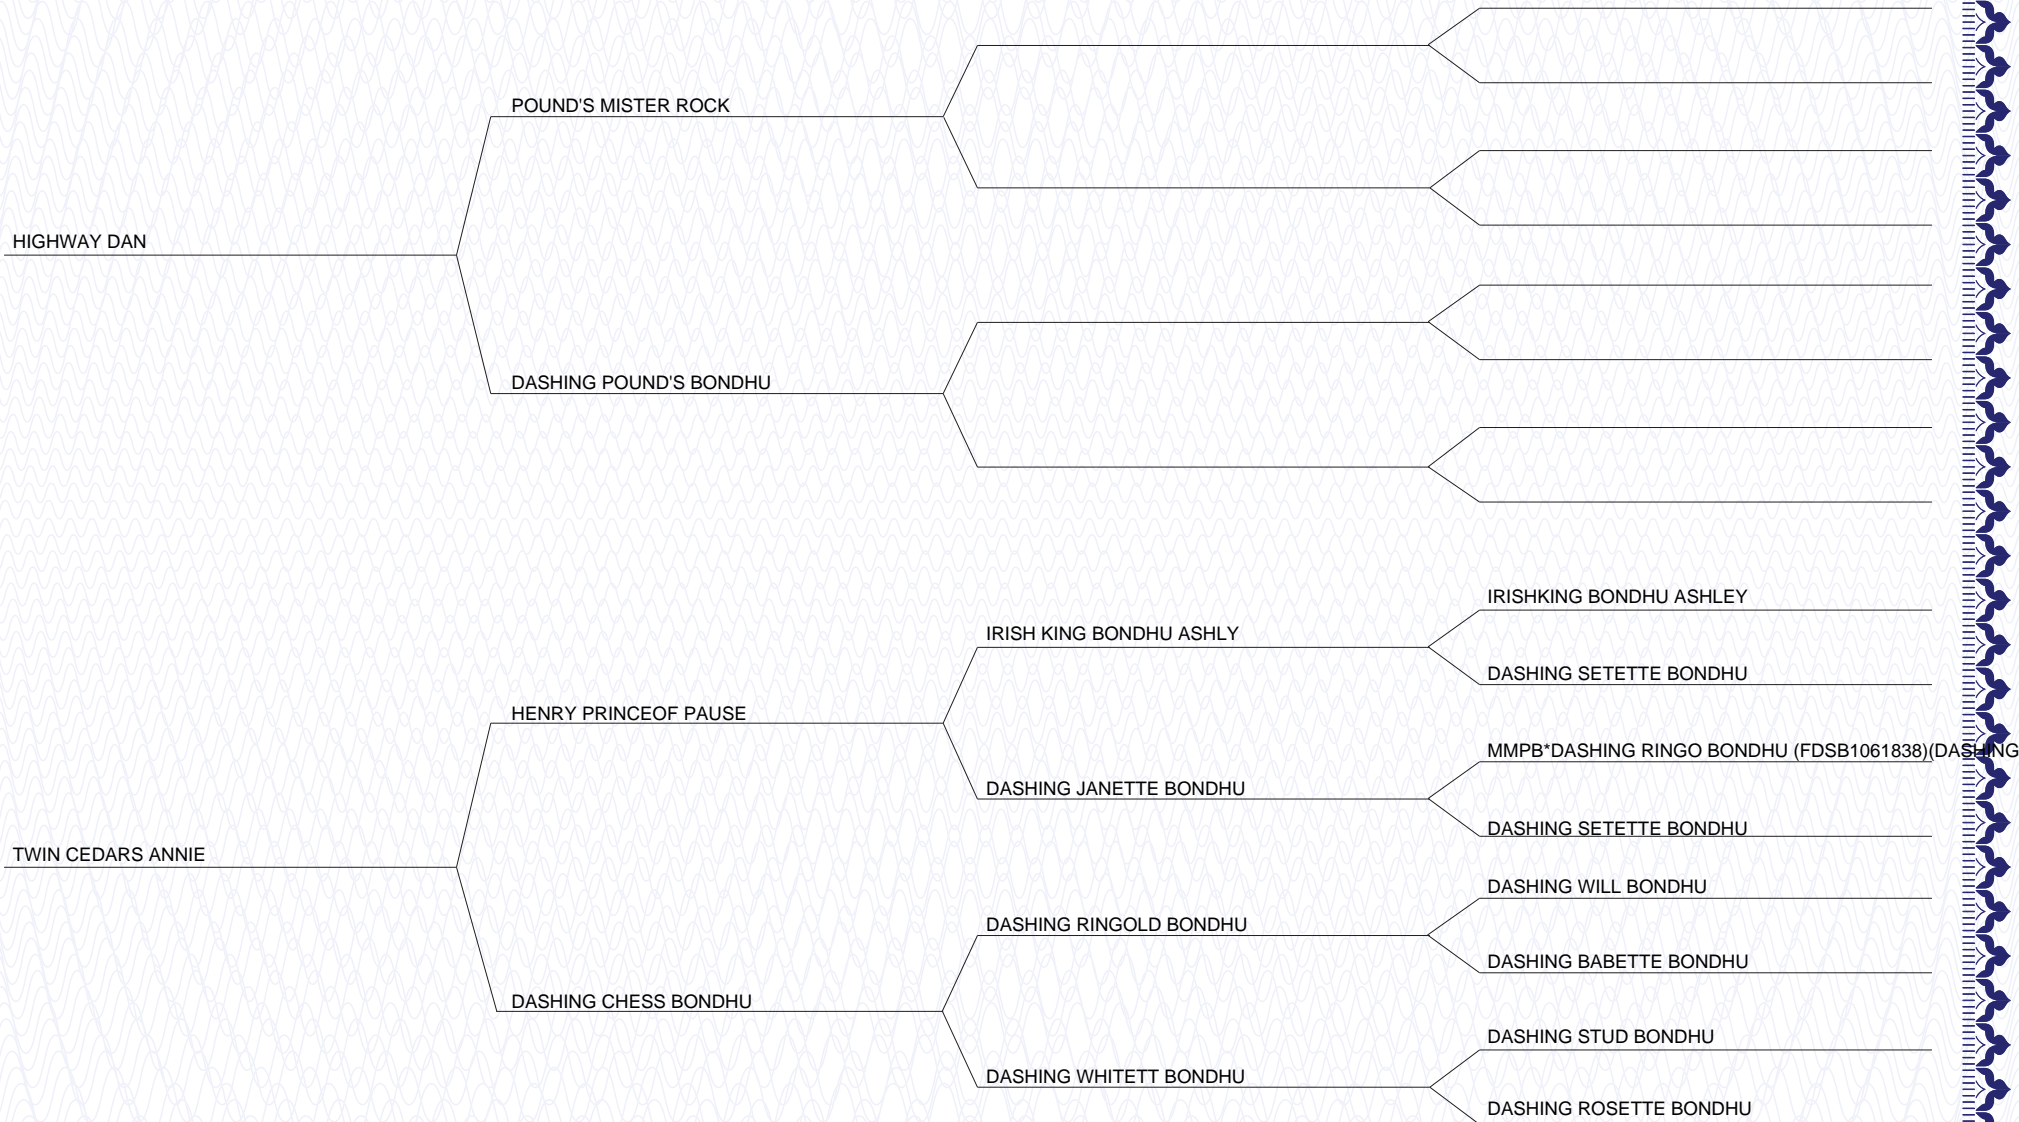 POUND'S MISTER ROCK
HIGHWAY DAN
DASHING POUND'S BONDHU
IRISHKING BONDHU ASHLEY
IRISH KING BONDHU ASHLY
DASHING SETETTE BONDHU
HENRY PRINCEOF PAUSE
MMPB*DASHING RINGO BONDHU (FDSB1061838)(DASHING
DASHING JANETTE BONDHU
DASHING SETETTE BONDHU
TWIN CEDARS ANNIE
DASHING WILL BONDHU
DASHING RINGOLD BONDHU
DASHING BABETTE BONDHU
DASHING CHESS BONDHU
DASHING STUD BONDHU
DASHING WHITETT BONDHU
DASHING ROSETTE BONDHU